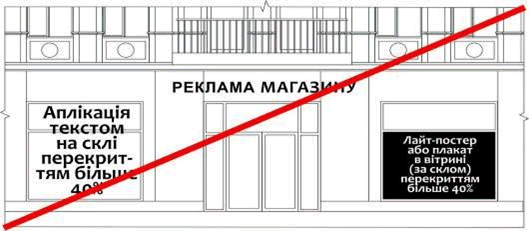 РЕКЛАМА МАГАЗИНУ
Аплікація
текстом
на склі
перекрит-
тям більше
40%
Лайт-постер
або плакат
в вітрині
(за склом)
перекриттям
більше 40%